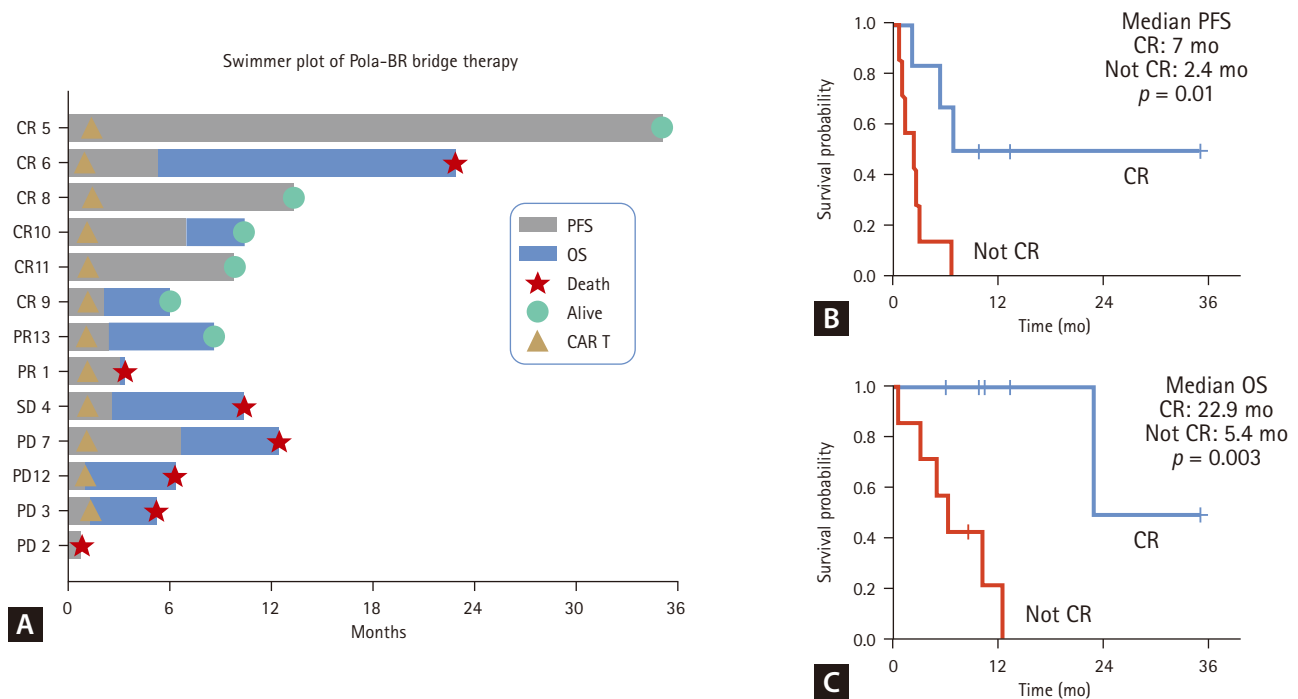 Swimmer plot of Pola-BR bridge therapy
CR 5
CR 6
CR 8
CR10
CR11
CR 9
PR13
PR 1
SD 4
PD 7
PD12
PD 3
PD 2
PFS
OS
Death
Alive
CAR T
0 6 12 18 24 30 36
Months
A
Survival probability
1.0
0.8
0.6
0.4
0.2
0.0
Median PFS
CR: 7 mo
Not CR: 2.4 mo
p = 0.01
CR
Not CR
0 12 24 36
Time (mo)
B
Survival probability
1.0
0.8
0.6
0.4
0.2
0.0
Median OS
CR: 22.9 mo
Not CR: 5.4 mo
p = 0.003
CR
Not CR
0 12 24 36
Time (mo)
C